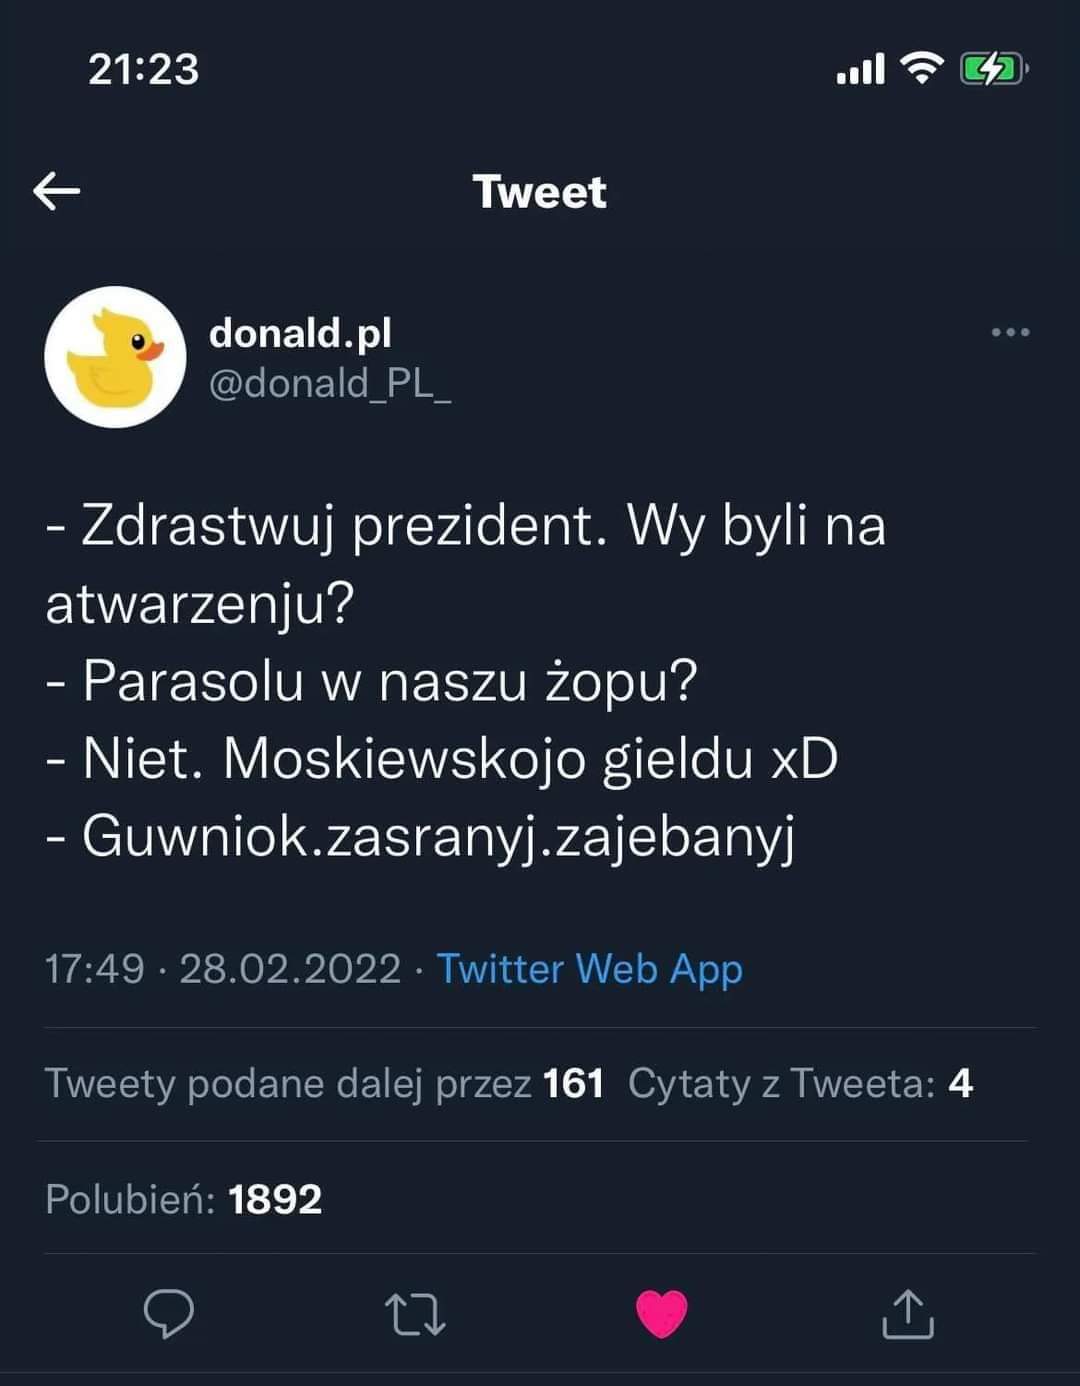 21:23
Tweet
donald.pl
@donald_PL_
- Zdrastwuj prezident. Wy byli na
atwarzenju?
- Parasolu w naszu żopu?
- Niet. Moskiewskojo gieldu xD
- Guwniok.zasranyj.zajebanyj
17:49 · 28.02.2022 · Twitter Web App
Tweety podane dalej przez 161 Cytaty z Tweeta: 4
Polubień: 1892